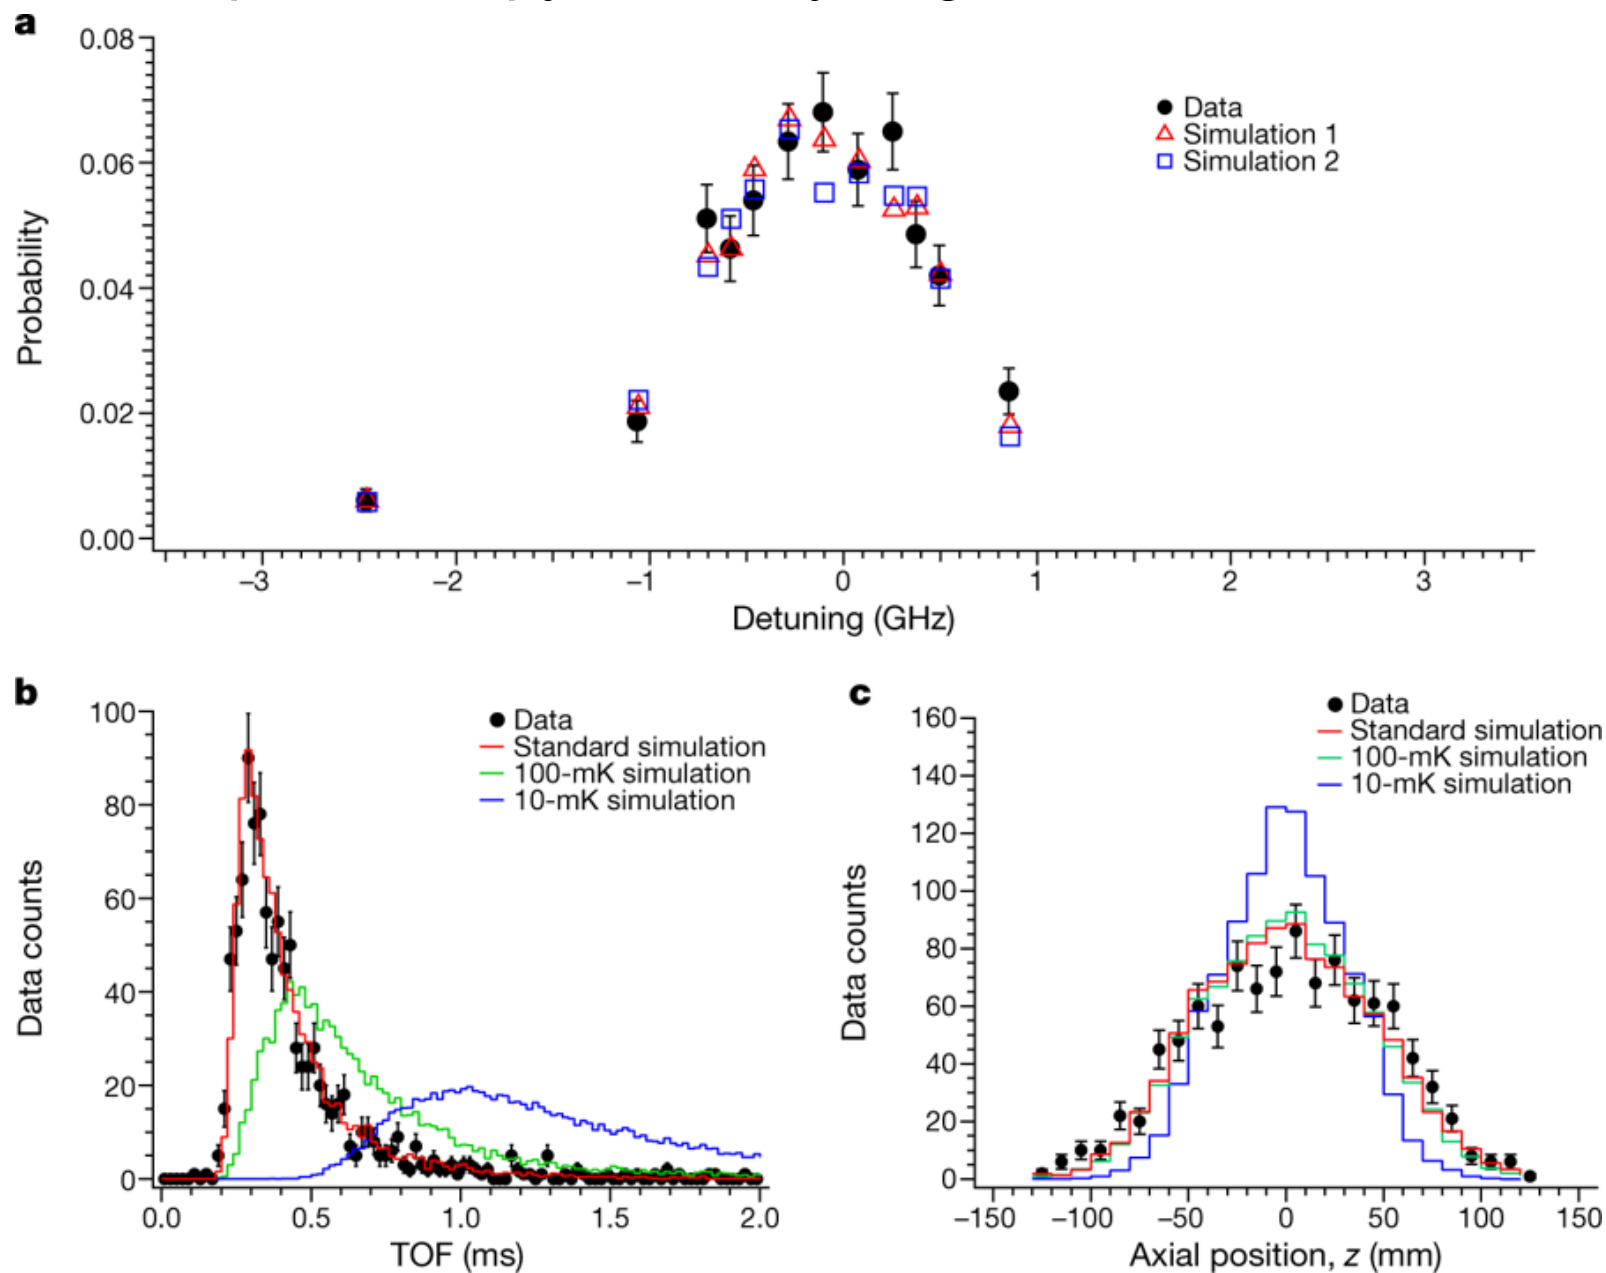 a
0.08
0.06
0.04
0.02
0.00
Probability
Data
Simulation 1
Simulation 2
–3 –2 –1 0 1 2 3
Detuning (GHz)
b
100
80
60
40
20
0
Data counts
Data
Standard simulation
100-mK simulation
10-mK simulation
0.0 0.5 1.0 1.5 2.0
TOF (ms)
c
160
140
120
100
80
60
40
20
0
Data counts
Data
Standard simulation
100-mK simulation
10-mK simulation
–150 –100 –50 0 50 100 150
Axial position, z (mm)